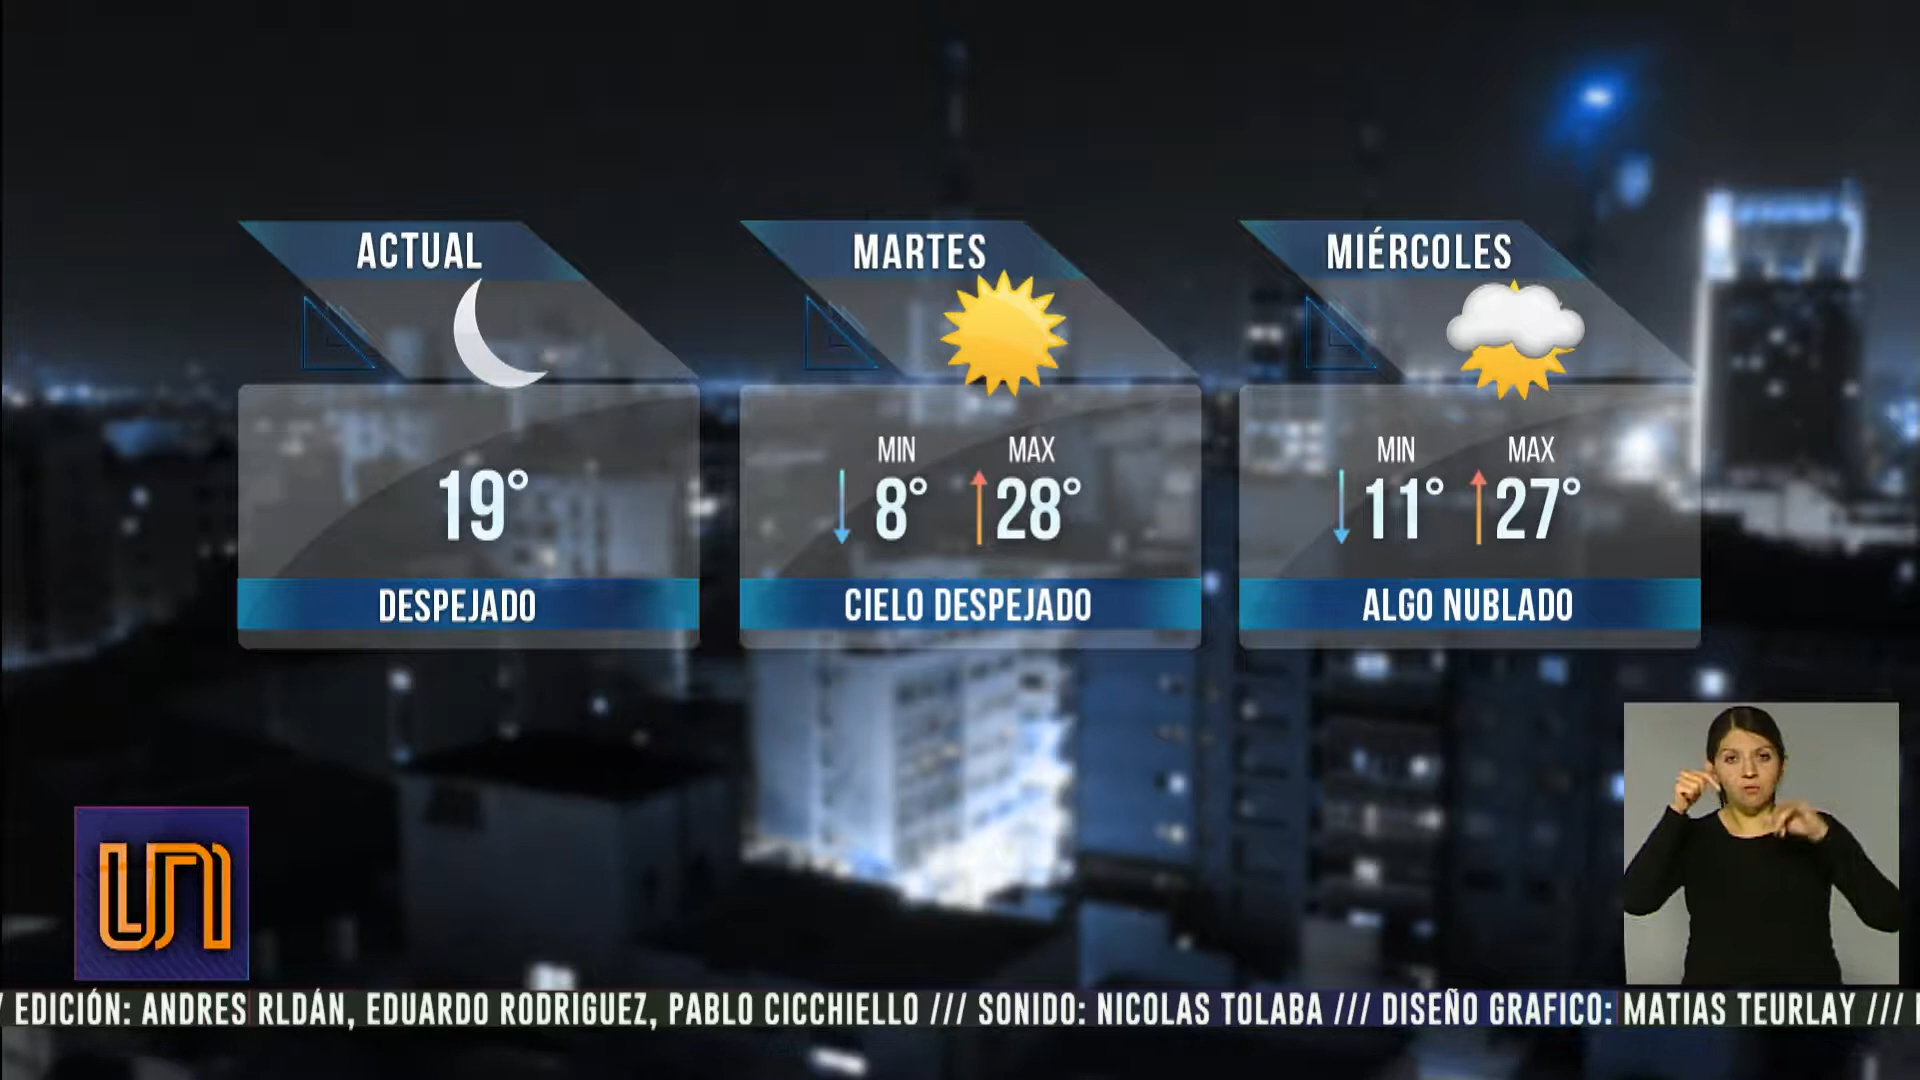 ACTUAL
19°
DESPEJADO
MARTES
MIN MAX
8° 28°
CIELO DESPEJADO
MIÉRCOLES
MIN MAX
11° 27°
ALGO NUBLADO
UN
/ EDICIÓN: ANDRES RLDÁN, EDUARDO RODRIGUEZ, PABLO CICCHIELLO /// SONIDO: NICOLAS TOLABA /// DISEÑO GRAFICO: MATIAS TEURLAY ///